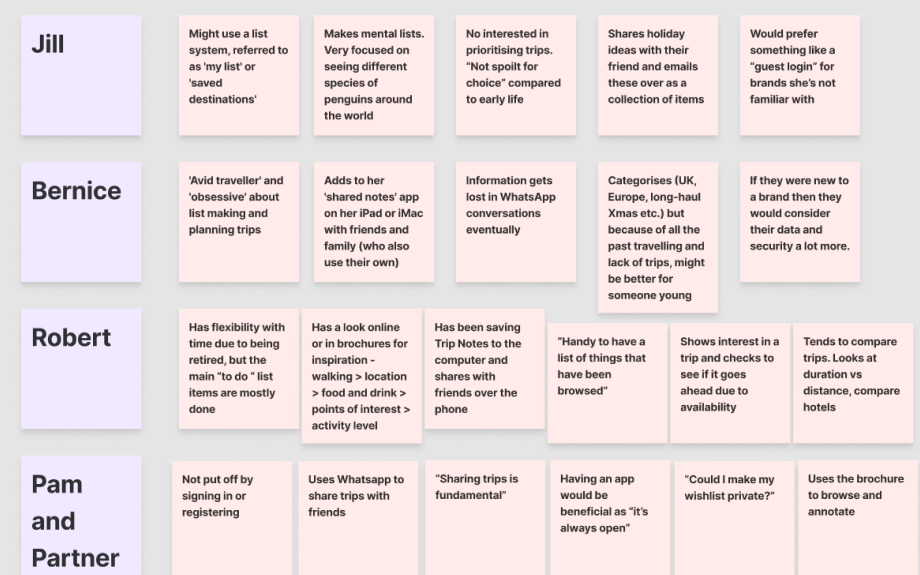 Jill
Might use a list
system, referred to
as 'my list' or
'saved
destinations'
Makes mental lists.
Very focused on
seeing different
species of
penguins around
the world
No interested in
prioritising trips.
“Not spoilt for
choice” compared
to early life
Shares holiday
ideas with their
friend and emails
these over as a
collection of items
Would prefer
something like a
“guest login” for
brands she’s not
familiar with
Bernice
'Avid traveller' and
'obsessive' about
list making and
planning trips
Adds to her
'shared notes' app
on her iPad or iMac
with friends and
family (who also
use their own)
Information gets
lost in WhatsApp
conversations
eventually
Categorises (UK,
Europe, long-haul
Xmas etc.) but
because of all the
past travelling and
lack of trips, might
be better for
someone young
If they were new to
a brand then they
would consider
their data and
security a lot more.
Robert
Has flexibility with
time due to being
retired, but the
main “to do “ list
items are mostly
done
Has a look online
or in brochures for
inspiration -
walking > location
> food and drink >
points of interest >
activity level
Has been saving
Trip Notes to the
computer and
shares with
friends over the
phone
“Handy to have a
list of things that
have been
browsed”
Shows interest in a
trip and checks to
see if it goes
ahead due to
availability
Tends to compare
trips. Looks at
duration vs
distance, compare
hotels
Pam
and
Partner
Not put off by
signing in or
registering
Uses Whatsapp to
share trips with
friends
“Sharing trips is
fundamental”
Having an app
would be
beneficial as “it’s
always open”
“Could I make my
wishlist private?”
Uses the brochure
to browse and
annotate